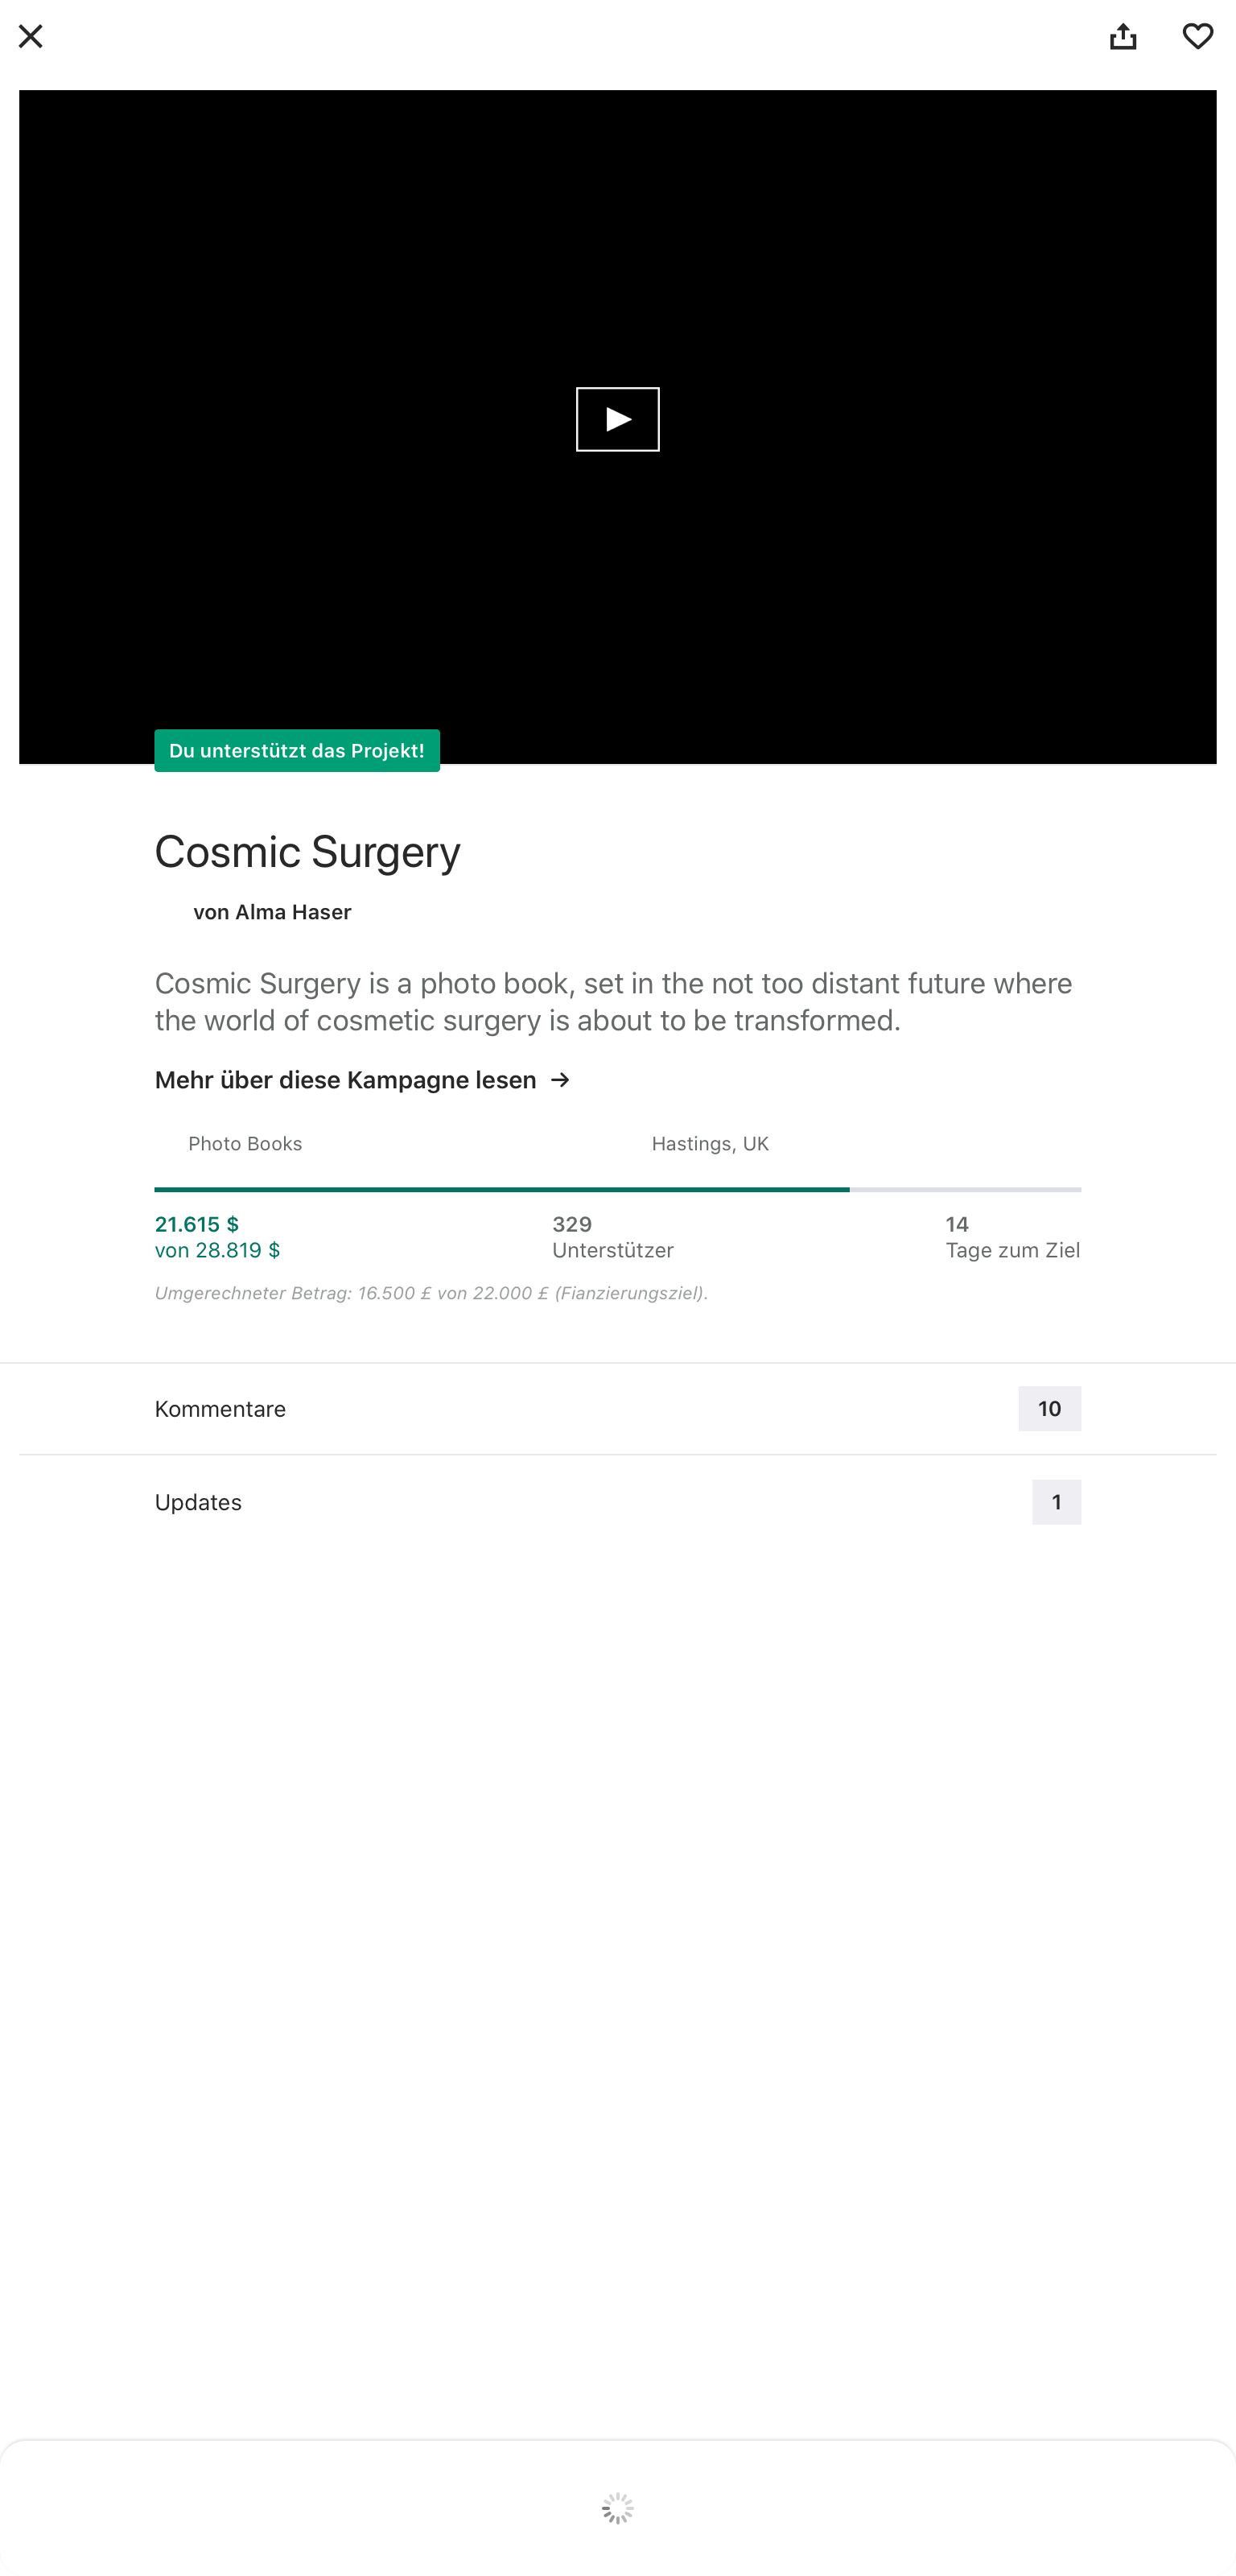 Du unterstützt das Projekt!
Cosmic Surgery
von Alma Haser
Cosmic Surgery is a photo book, set in the not too distant future where
the world of cosmetic surgery is about to be transformed.
Mehr über diese Kampagne lesen →
Photo Books
Hastings, UK
21.615 $
von 28.819 $
329
Unterstützer
14
Tage zum Ziel
Umgerechneter Betrag: 16.500 £ von 22.000 £ (Fianzierungsziel).
Kommentare
10
Updates
1